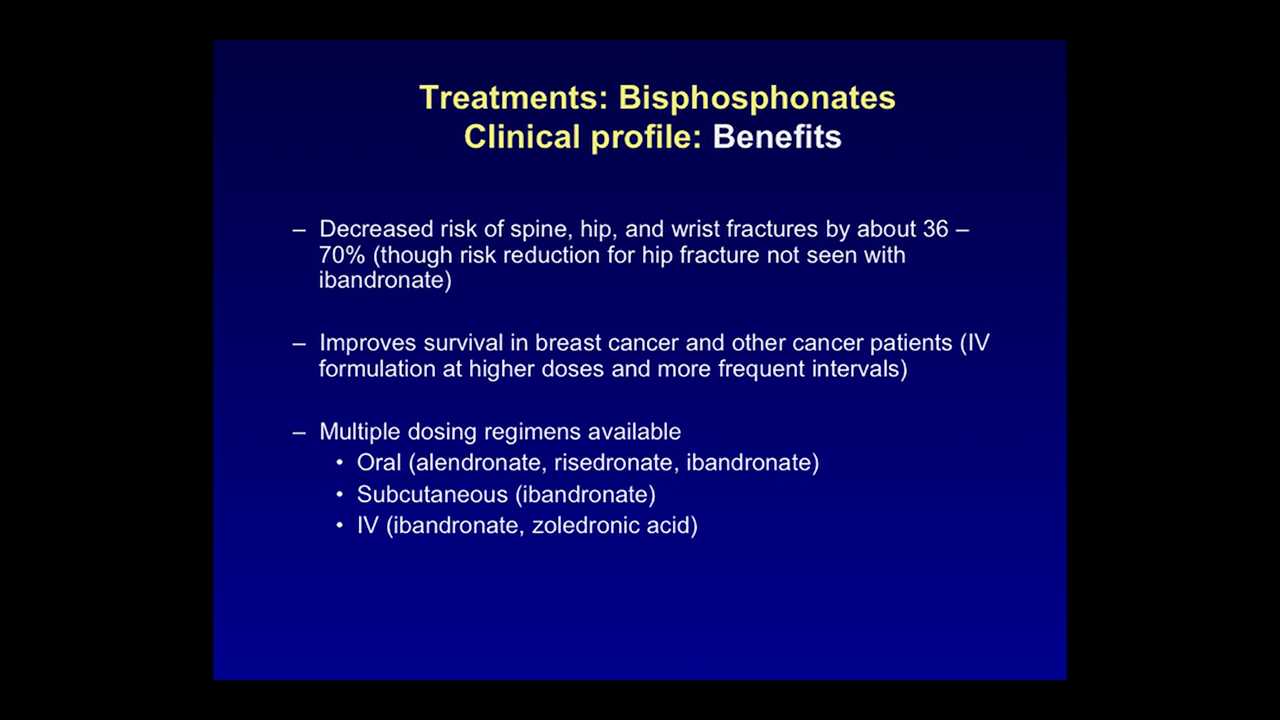 Treatments: Bisphosphonates
Clinical profile: Benefits
– Decreased risk of spine, hip, and wrist fractures by about 36 –
70% (though risk reduction for hip fracture not seen with
ibandronate)
– Improves survival in breast cancer and other cancer patients (IV
formulation at higher doses and more frequent intervals)
– Multiple dosing regimens available
• Oral (alendronate, risedronate, ibandronate)
• Subcutaneous (ibandronate)
• IV (ibandronate, zoledronic acid)